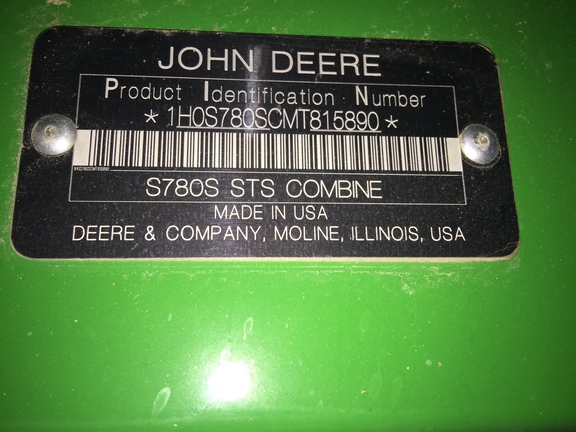 JOHN DEERE
Product Identification Number
* 1H0S780SCMT815890 *
S780S STS COMBINE
MADE IN USA
DEERE & COMPANY, MOLINE, ILLINOIS, USA